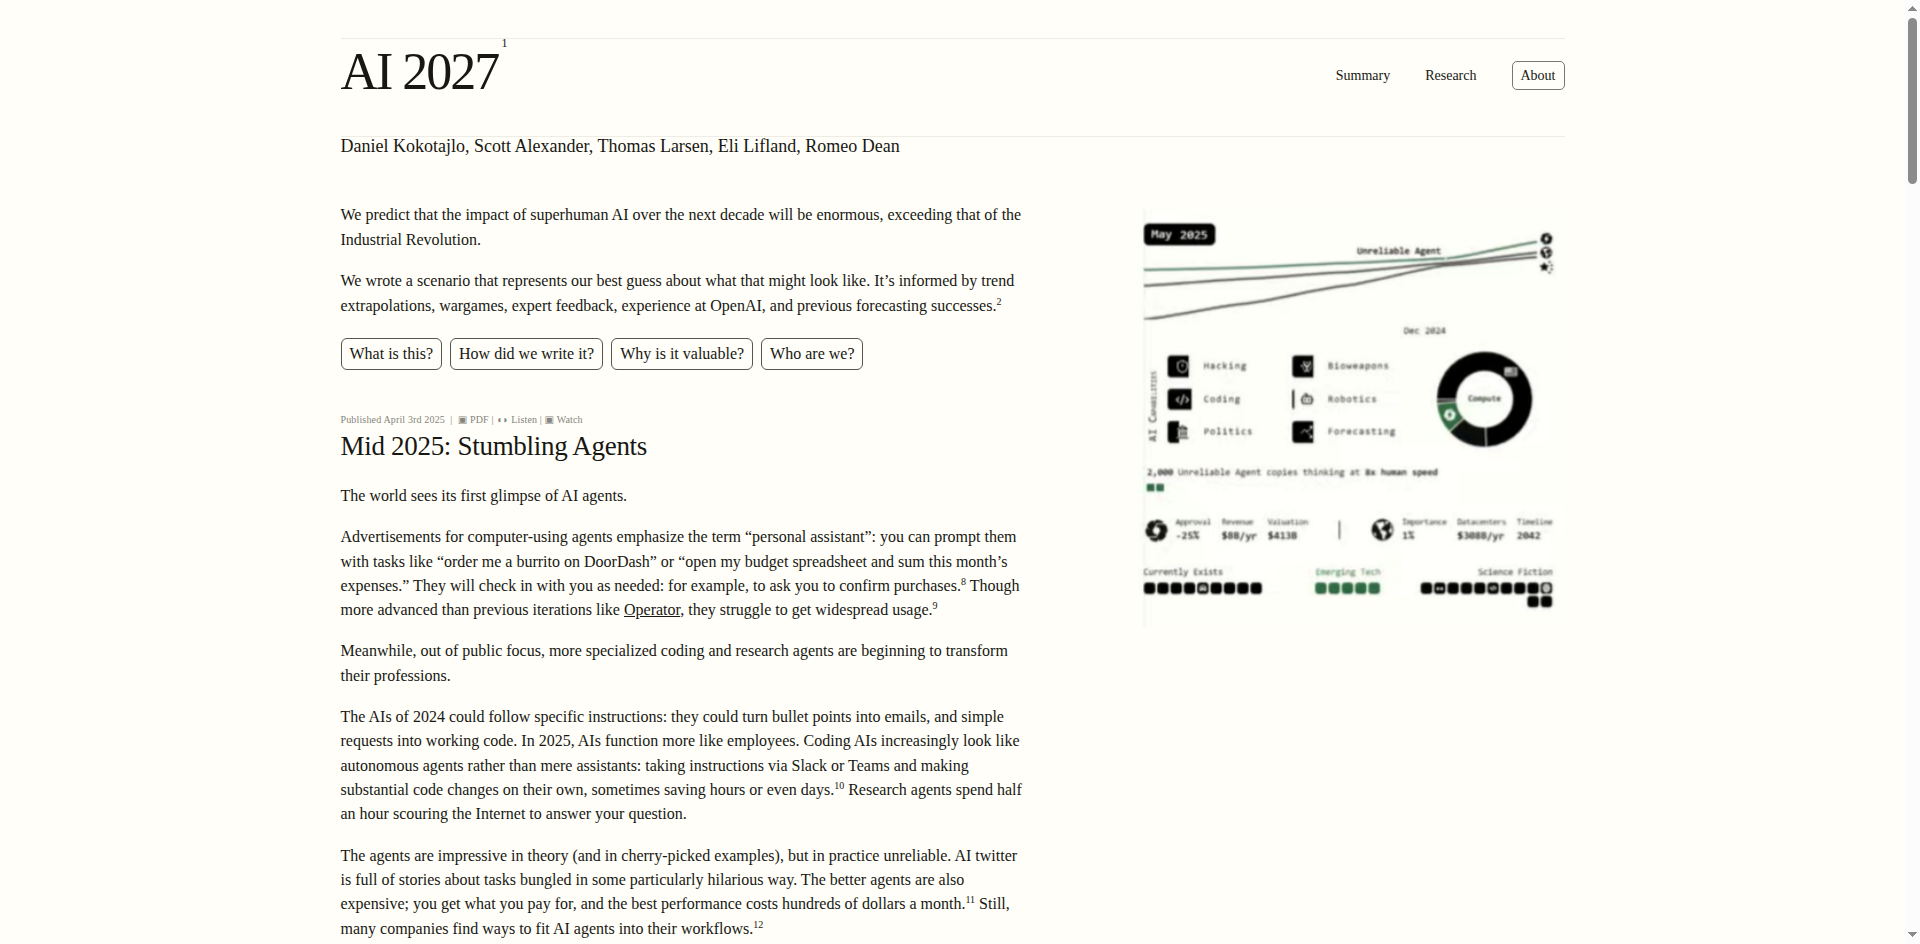 AI 2027 1
Summary Research About
Daniel Kokotajlo, Scott Alexander, Thomas Larsen, Eli Lifland, Romeo Dean
We predict that the impact of superhuman AI over the next decade will be enormous, exceeding that of the
Industrial Revolution.
We wrote a scenario that represents our best guess about what that might look like. It’s informed by trend
extrapolations, wargames, expert feedback, experience at OpenAI, and previous forecasting successes.2
What is this? How did we write it? Why is it valuable? Who are we?
Published April 3rd 2025 | PDF | Listen | Watch
Mid 2025: Stumbling Agents
The world sees its first glimpse of AI agents.
Advertisements for computer-using agents emphasize the term “personal assistant”: you can prompt them
with tasks like “order me a burrito on DoorDash” or “open my budget spreadsheet and sum this month’s
expenses.” They will check in with you as needed: for example, to ask you to confirm purchases.8 Though
more advanced than previous iterations like Operator, they struggle to get widespread usage.9
Meanwhile, out of public focus, more specialized coding and research agents are beginning to transform
their professions.
The AIs of 2024 could follow specific instructions: they could turn bullet points into emails, and simple
requests into working code. In 2025, AIs function more like employees. Coding AIs increasingly look like
autonomous agents rather than mere assistants: taking instructions via Slack or Teams and making
substantial code changes on their own, sometimes saving hours or even days.10 Research agents spend half
an hour scouring the Internet to answer your question.
The agents are impressive in theory (and in cherry-picked examples), but in practice unreliable. AI twitter
is full of stories about tasks bungled in some particularly hilarious way. The better agents are also
expensive; you get what you pay for, and the best performance costs hundreds of dollars a month.11 Still,
many companies find ways to fit AI agents into their workflows.12
May 2025
Unreliable Agent
Dec 2024
AI Capabilities
Hacking Bioweapons
Coding Robotics
Politics Forecasting
Compute
2,000 Unreliable Agent copies thinking at 8x human speed
Approval Revenue Valuation Importance Datacenters Timeline
-25% $8B/yr $413B 1% $308B/yr 2042
Currently Exists Emerging Tech Science Fiction